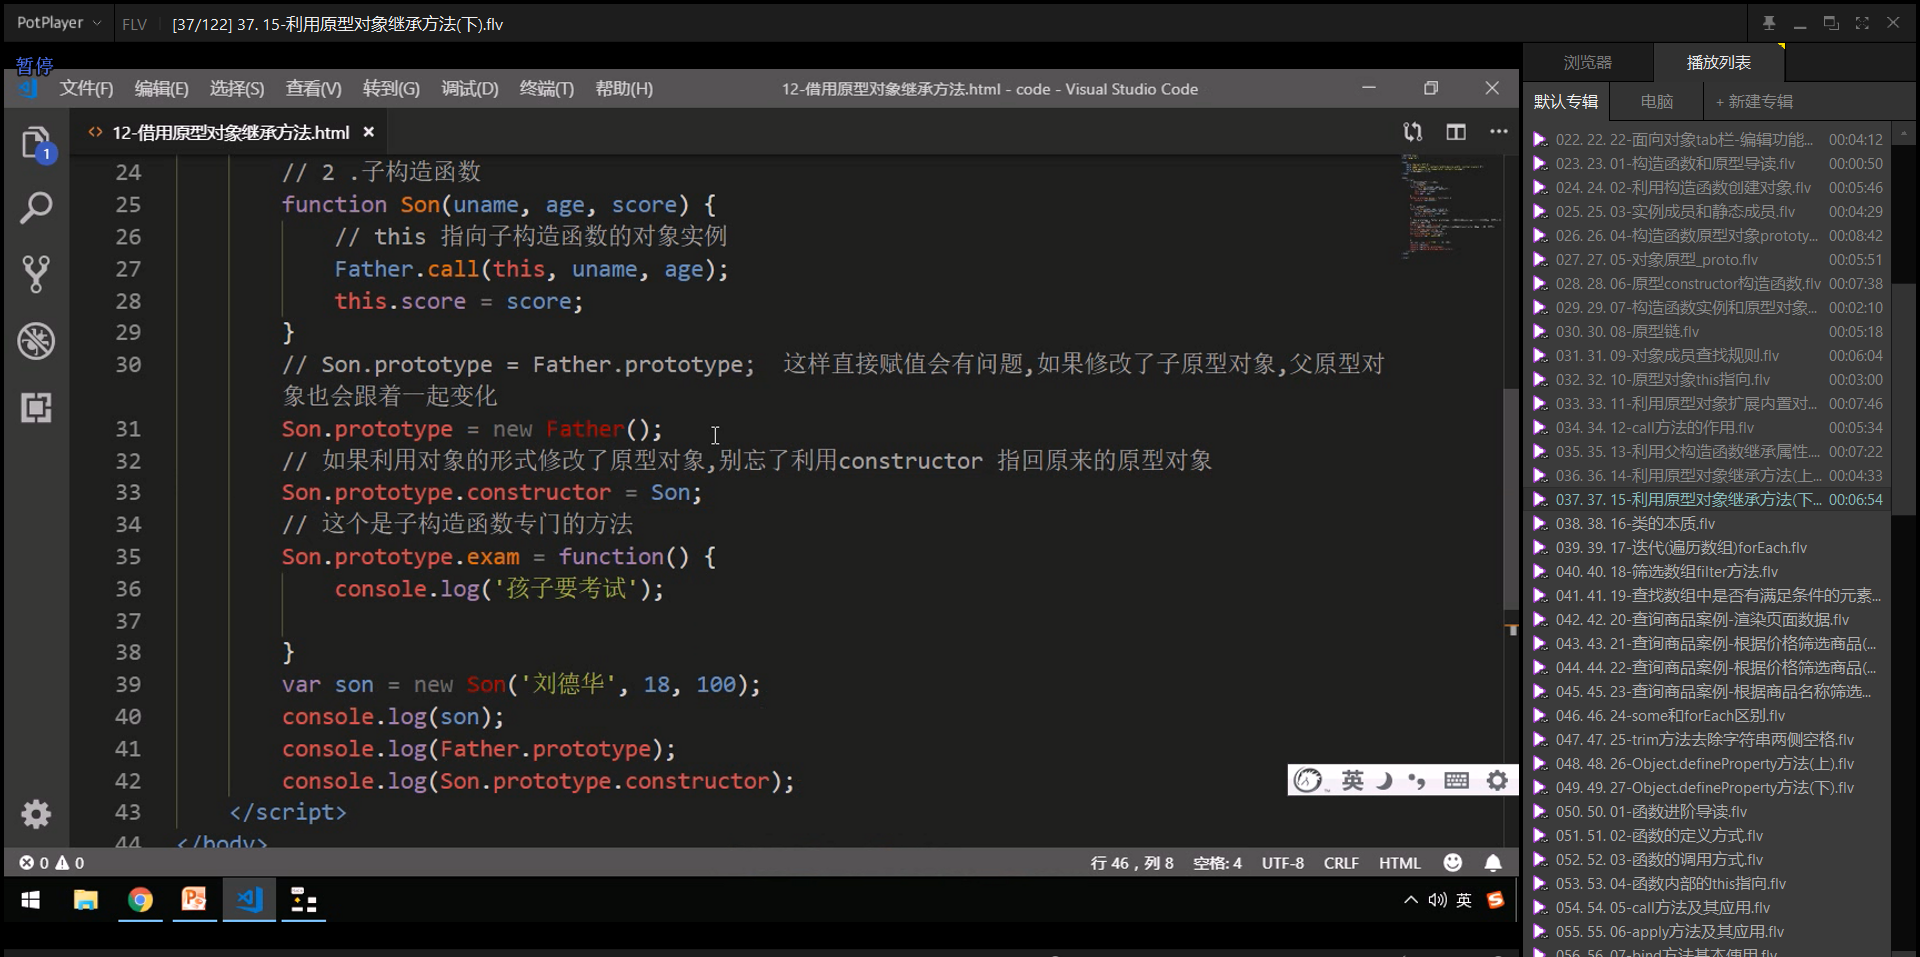 PotPlayer
FLV
[37/122] 37. 15-利用原型对象继承方法(下).flv
暂停
文件(F) 编辑(E) 选择(S) 查看(V) 转到(G) 调试(D) 终端(T) 帮助(H)
12-借用原型对象继承方法.html - code - Visual Studio Code
<> 12-借用原型对象继承方法.html ×
1
24 // 2 .子构造函数
25 function Son(uname, age, score) {
26 // this 指向子构造函数的对象实例
27 Father.call(this, uname, age);
28 this.score = score;
29 }
30 // Son.prototype = Father.prototype; 这样直接赋值会有问题,如果修改了子原型对象,父原型对
象也会跟着一起变化
31 Son.prototype = new Father();
32 // 如果利用对象的形式修改了原型对象,别忘了利用constructor 指回原来的原型对象
33 Son.prototype.constructor = Son;
34 // 这个是子构造函数专门的方法
35 Son.prototype.exam = function() {
36 console.log('孩子要考试');
37
38 }
39 var son = new Son('刘德华', 18, 100);
40 console.log(son);
41 console.log(Father.prototype);
42 console.log(Son.prototype.constructor);
43 </script>
44 </body>
英
0 0
行 46，列 8 空格: 4 UTF-8 CRLF HTML
英
浏览器 播放列表
默认专辑 电脑 + 新建专辑
022. 22. 22-面向对象tab栏-编辑功能... 00:04:12
023. 23. 01-构造函数和原型导读.flv 00:00:50
024. 24. 02-利用构造函数创建对象.flv 00:05:46
025. 25. 03-实例成员和静态成员.flv 00:04:29
026. 26. 04-构造函数原型对象prototy... 00:08:42
027. 27. 05-对象原型_proto.flv 00:05:51
028. 28. 06-原型constructor构造函数.flv 00:07:38
029. 29. 07-构造函数实例和原型对象... 00:02:10
030. 30. 08-原型链.flv 00:05:18
031. 31. 09-对象成员查找规则.flv 00:06:04
032. 32. 10-原型对象this指向.flv 00:03:00
033. 33. 11-利用原型对象扩展内置对... 00:07:46
034. 34. 12-call方法的作用.flv 00:05:34
035. 35. 13-利用父构造函数继承属性.... 00:07:22
036. 36. 14-利用原型对象继承方法(上... 00:04:33
037. 37. 15-利用原型对象继承方法(下... 00:06:54
038. 38. 16-类的本质.flv
039. 39. 17-迭代(遍历数组)forEach.flv
040. 40. 18-筛选数组filter方法.flv
041. 41. 19-查找数组中是否有满足条件的元素...
042. 42. 20-查询商品案例-渲染页面数据.flv
043. 43. 21-查询商品案例-根据价格筛选商品(...
044. 44. 22-查询商品案例-根据价格筛选商品(...
045. 45. 23-查询商品案例-根据商品名称筛选...
046. 46. 24-some和forEach区别.flv
047. 47. 25-trim方法去除字符串两侧空格.flv
048. 48. 26-Object.defineProperty方法(上).flv
049. 49. 27-Object.defineProperty方法(下).flv
050. 50. 01-函数进阶导读.flv
051. 51. 02-函数的定义方式.flv
052. 52. 03-函数的调用方式.flv
053. 53. 04-函数内部的this指向.flv
054. 54. 05-call方法及其应用.flv
055. 55. 06-apply方法及其应用.flv
056. 56. 07-bind方法基本使用.flv